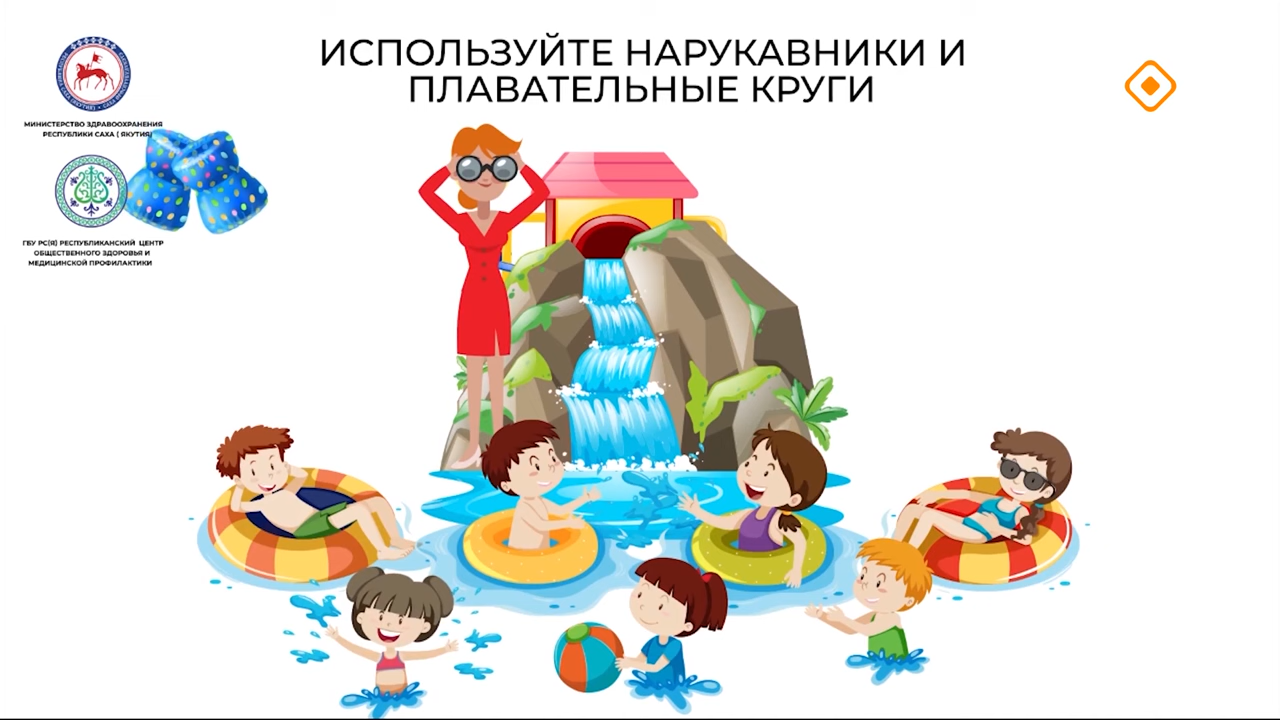 ИСПОЛЬЗУЙТЕ НАРУКАВНИКИ И
ПЛАВАТЕЛЬНЫЕ КРУГИ
МИНИСТЕРСТВО ЗДРАВООХРАНЕНИЯ
РЕСПУБЛИКИ САХА ( ЯКУТИЯ)
ГБУ РС(Я) РЕСПУБЛИКАНСКИЙ ЦЕНТР
ОБЩЕСТВЕННОГО ЗДОРОВЬЯ И
МЕДИЦИНСКОЙ ПРОФИЛАКТИКИ